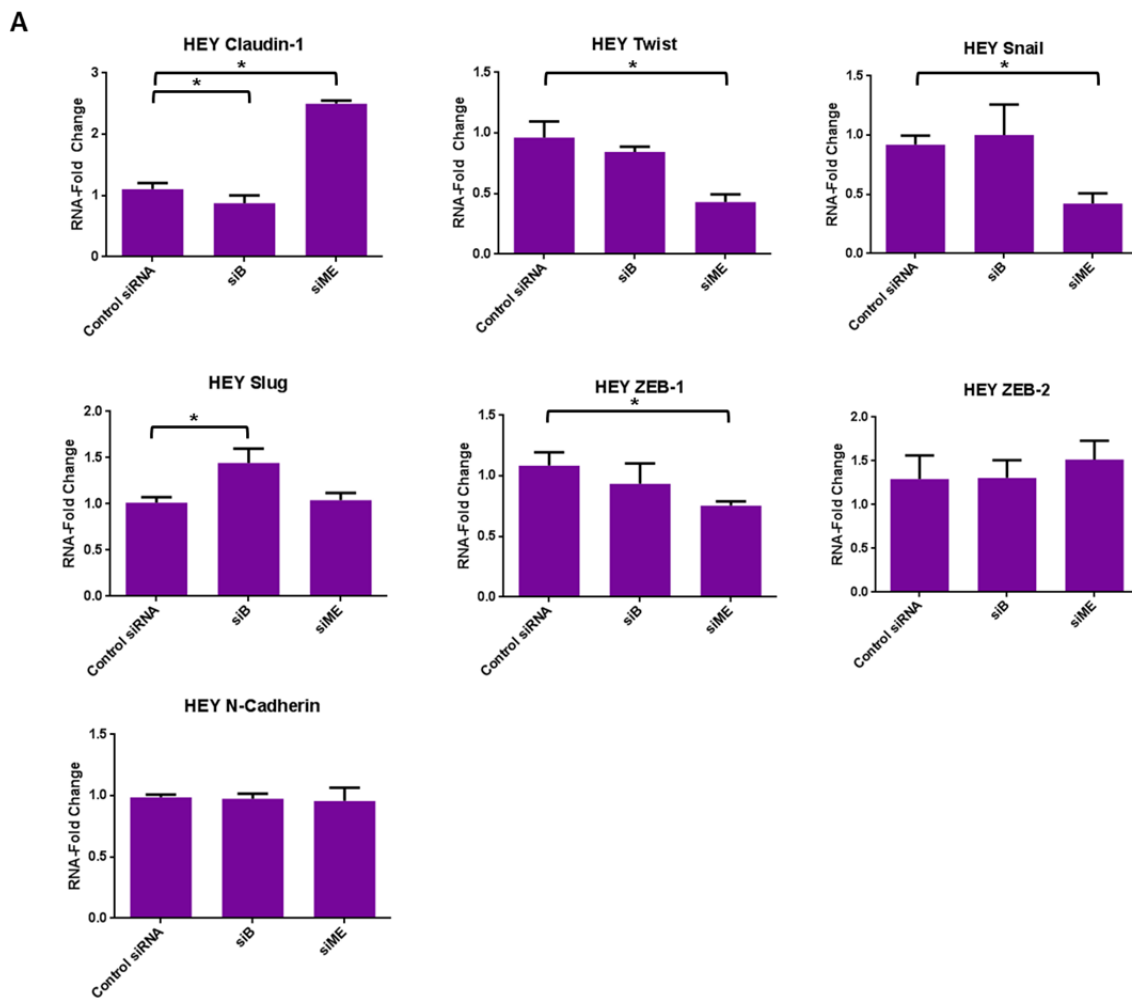 A
HEY Claudin-1
*
*
RNA-Fold Change
3
2
1
0
Control siRNA
siB
siME
HEY Twist
*
RNA-Fold Change
1.5
1.0
0.5
0.0
Control siRNA
siB
siME
HEY Snail
*
RNA-Fold Change
1.5
1.0
0.5
0.0
Control siRNA
siB
siME
HEY Slug
*
RNA-Fold Change
2.0
1.5
1.0
0.5
0.0
Control siRNA
siB
siME
HEY ZEB-1
*
RNA-Fold Change
1.5
1.0
0.5
0.0
Control siRNA
siB
siME
HEY ZEB-2
RNA-Fold Change
2.0
1.5
1.0
0.5
0.0
Control siRNA
siB
siME
HEY N-Cadherin
RNA-Fold Change
1.5
1.0
0.5
0.0
Control siRNA
siB
siME